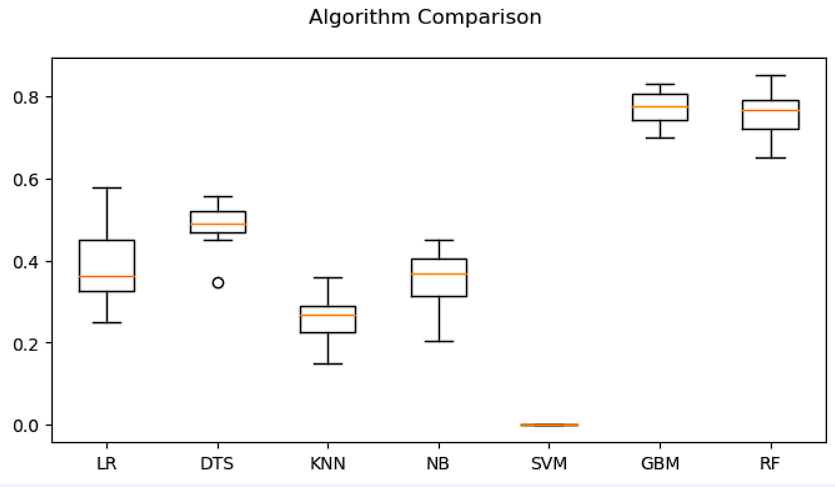 Algorithm Comparison
0.8
0.6
0.4
0.2
0.0
LR DTS KNN NB SVM GBM RF